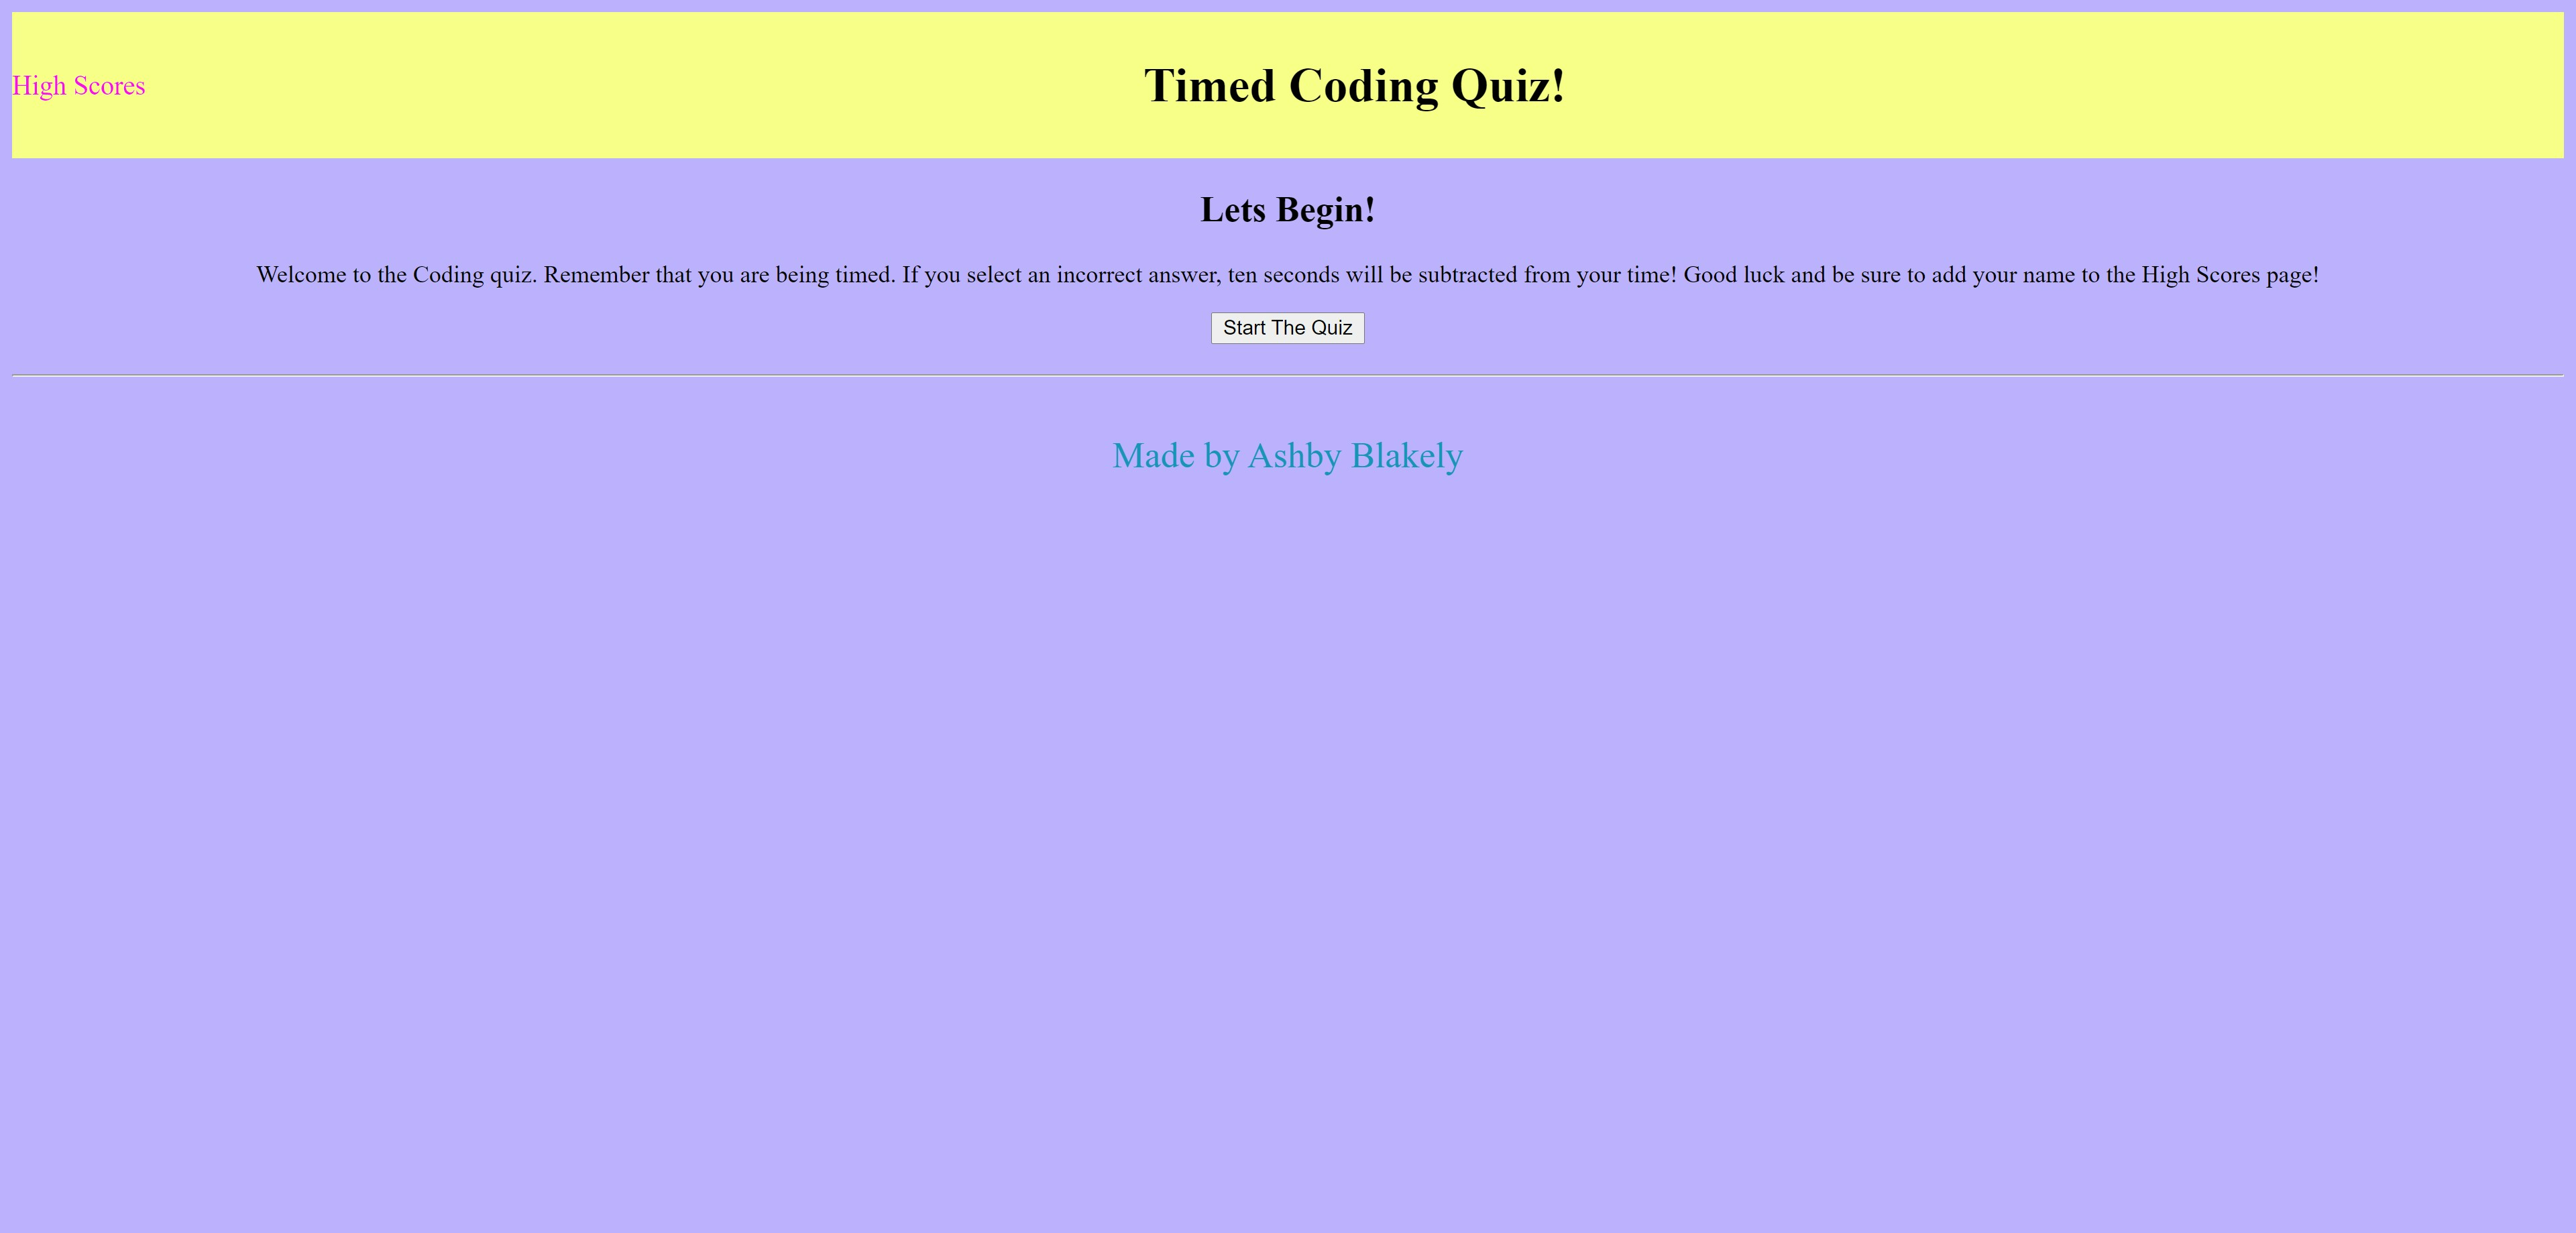 High Scores
Timed Coding Quiz!
Lets Begin!
Welcome to the Coding quiz. Remember that you are being timed. If you select an incorrect answer, ten seconds will be subtracted from your time! Good luck and be sure to add your name to the High Scores page!
Start The Quiz
Made by Ashby Blakely